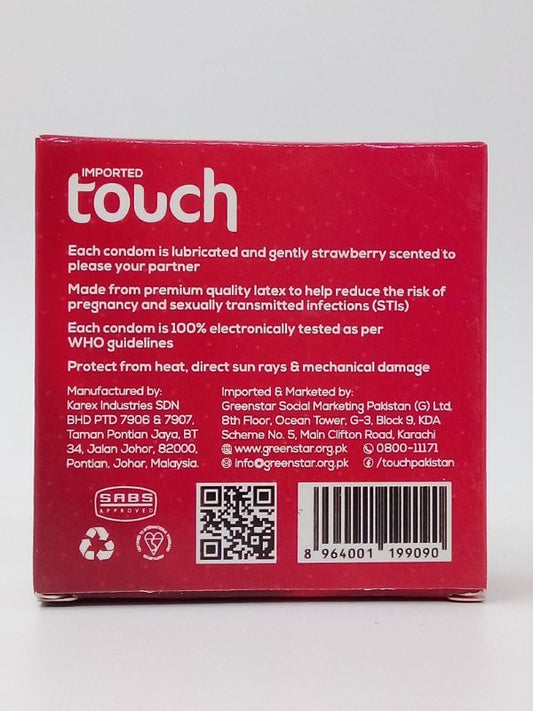 IMPORTED
touch
Each condom is lubricated and gently strawberry scented to
please your partner
Made from premium quality latex to help reduce the risk of
pregnancy and sexually transmitted infections (STIs)
Each condom is 100% electronically tested as per
WHO guidelines
Protect from heat, direct sun rays & mechanical damage
Manufactured by:
Karex Industries SDN
BHD PTD 7906 & 7907,
Taman Pontian Jaya, BT
34, Jalan Johor, 82000,
Pontian, Johor, Malaysia.
Imported & Marketed by:
Greenstar Social Marketing Pakistan (G) Ltd,
8th Floor, Ocean Tower, G-3, Block 9, KDA
Scheme No. 5, Main Clifton Road, Karachi
www.greenstar.org.pk 0800-11171
info@greenstar.org.pk /touchpakistan
SABS
APPROVED
8 964001 199090